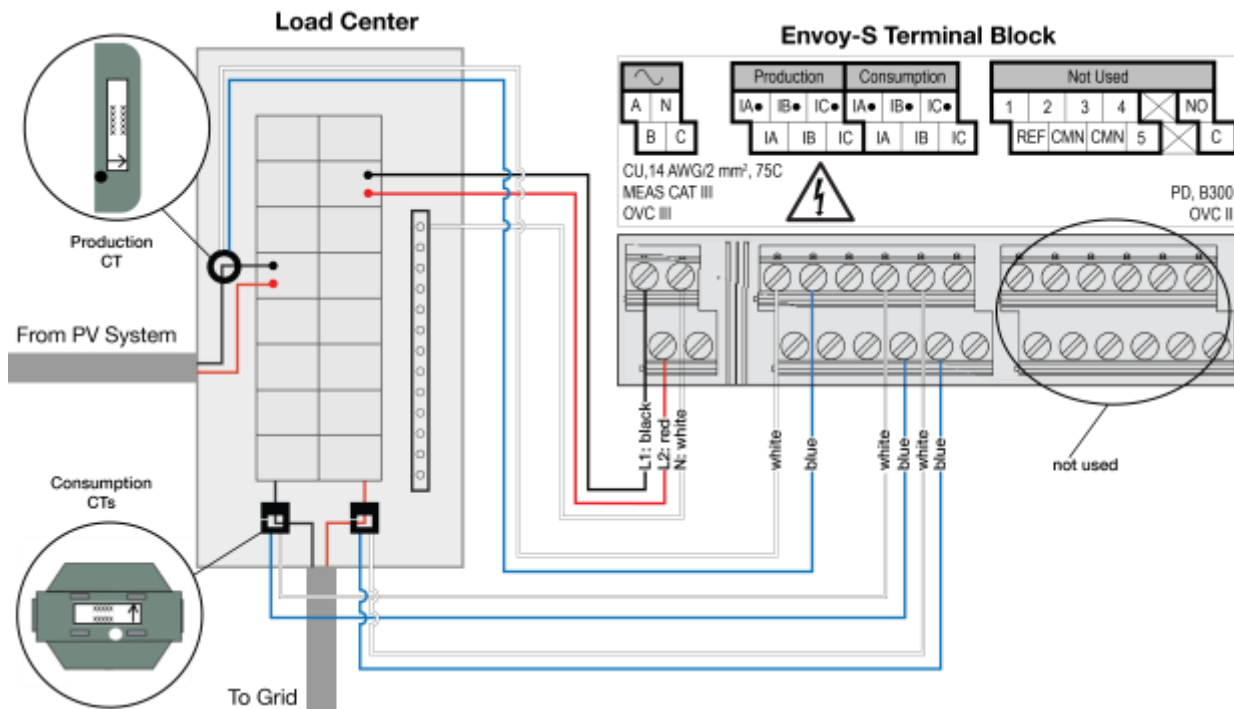 Load Center
Envoy-S Terminal Block
Production
CT
From PV System
Consumption
CTs
To Grid
Production Consumption Not Used
A N IA● IB● IC● IA● IB● IC● 1 2 3 4 NO
B C IA IB IC IA IB IC REF CMN CMN 5 C
CU,14 AWG/2 mm², 75C
MEAS CAT III
OVC III
PD, B300
OVC II
L1: black
L2: red
N: white
white
blue
white
blue
white
blue
not used
XXXXX
XXXXX